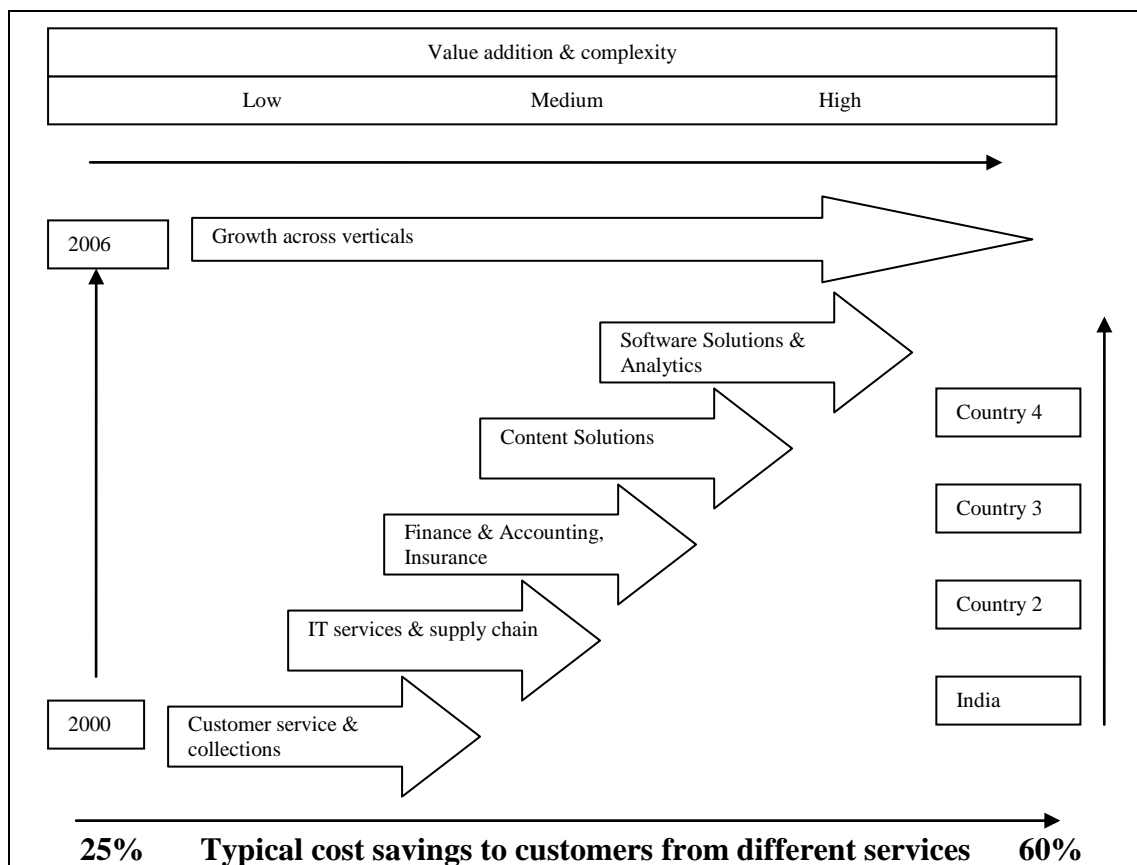 Value addition & complexity
Low Medium High
2006
Growth across verticals
Software Solutions &
Analytics
Country 4
Content Solutions
Country 3
Finance & Accounting,
Insurance
Country 2
IT services & supply chain
India
2000
Customer service &
collections
25% Typical cost savings to customers from different services 60%